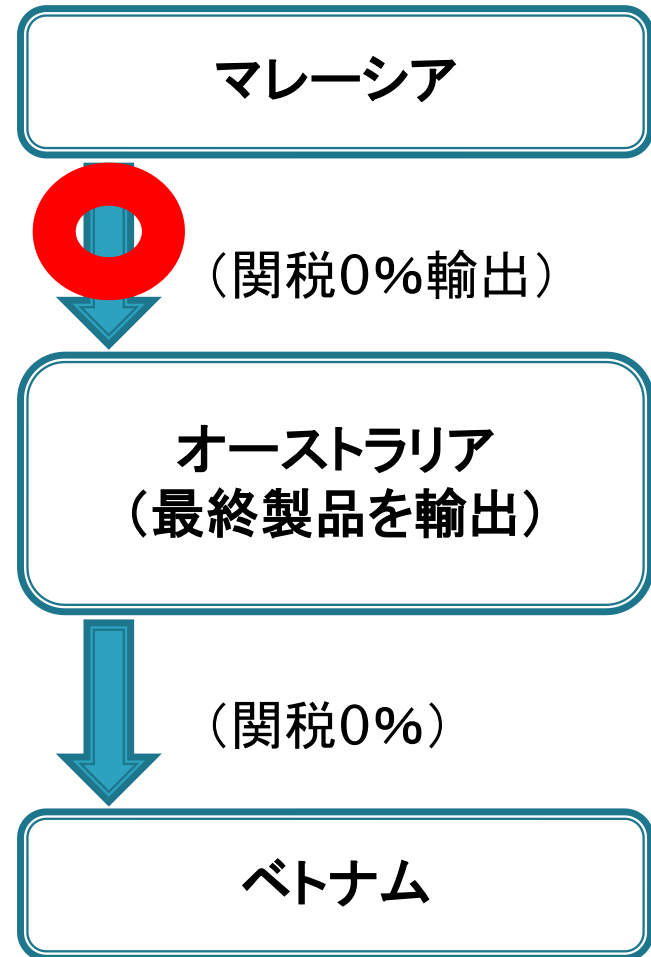 マレーシア
（関税0%輸出）
オーストラリア
（最終製品を輸出）
（関税0%）
ベトナム